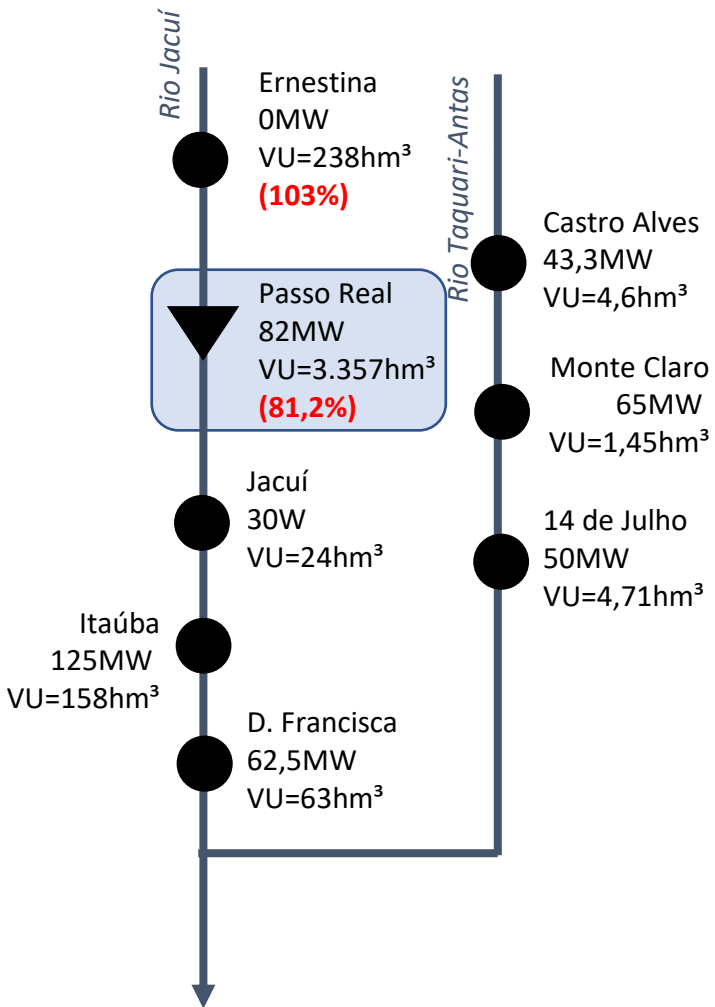 Rio Jacuí
Ernestina
0MW
VU=238hm³
(103%)
Passo Real
82MW
VU=3.357hm³
(81,2%)
Jacuí
30W
VU=24hm³
Itaúba
125MW
VU=158hm³
D. Francisca
62,5MW
VU=63hm³
Rio Taquari-Antas
Castro Alves
43,3MW
VU=4,6hm³
Monte Claro
65MW
VU=1,45hm³
14 de Julho
50MW
VU=4,71hm³